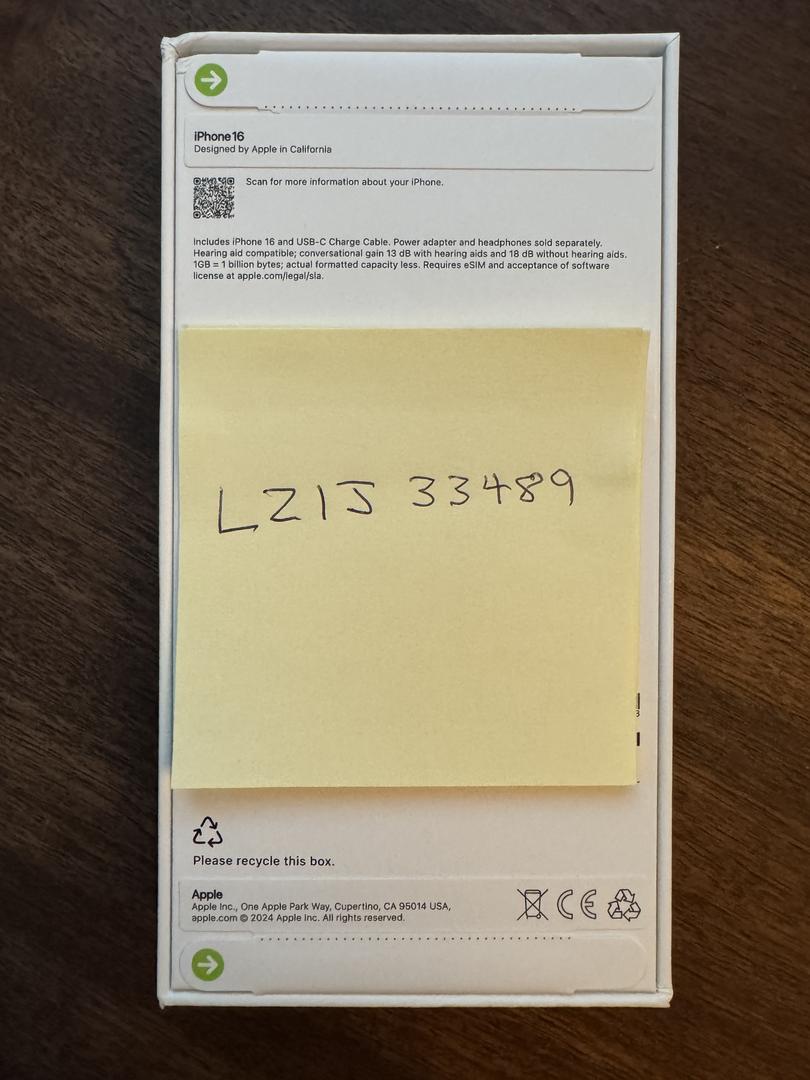 iPhone 16
Designed by Apple in California
Scan for more information about your iPhone.
Includes iPhone 16 and USB-C Charge Cable. Power adapter and headphones sold separately.
Hearing aid compatible; conversational gain 13 dB with hearing aids and 18 dB without hearing aids.
1GB = 1 billion bytes; actual formatted capacity less. Requires eSIM and acceptance of software
license at apple.com/legal/sla.
LZ1J 33489
Please recycle this box.
Apple
Apple Inc., One Apple Park Way, Cupertino, CA 95014 USA,
apple.com © 2024 Apple Inc. All rights reserved.
CE